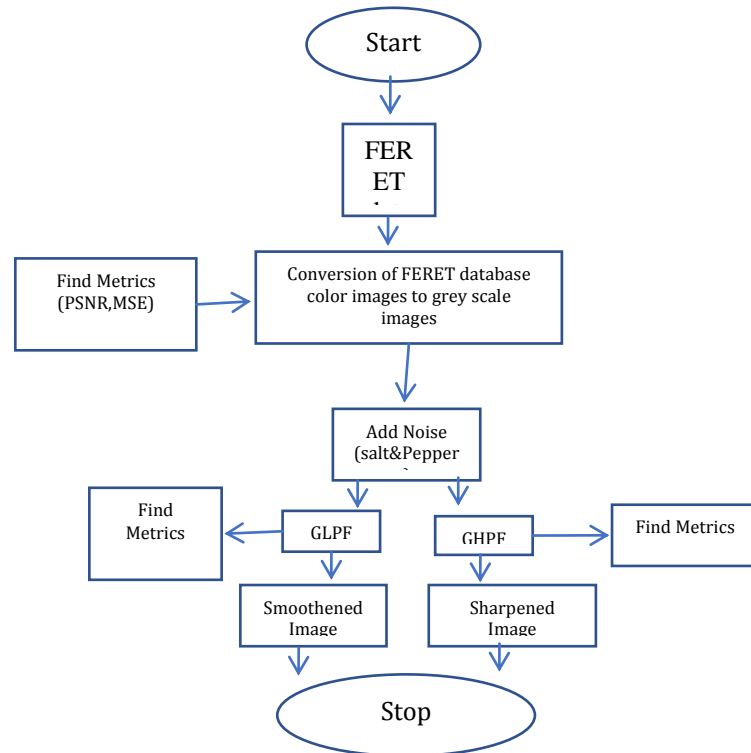 Start
FER
ET
Find Metrics
(PSNR,MSE)
Conversion of FERET database
color images to grey scale
images
Add Noise
(salt&Pepper
Find
Metrics
GLPF
GHPF
Find Metrics
Smoothened
Image
Sharpened
Image
Stop